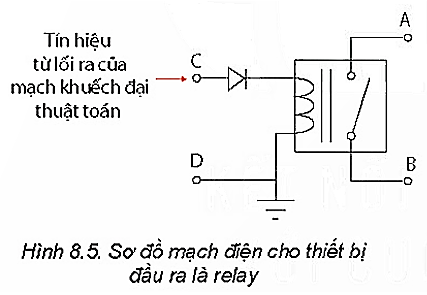 A
Tín hiệu
từ lối ra của
mạch khuếch đại
thuật toán
C
D
B
Hình 8.5. Sơ đồ mạch điện cho thiết bị
đầu ra là relay